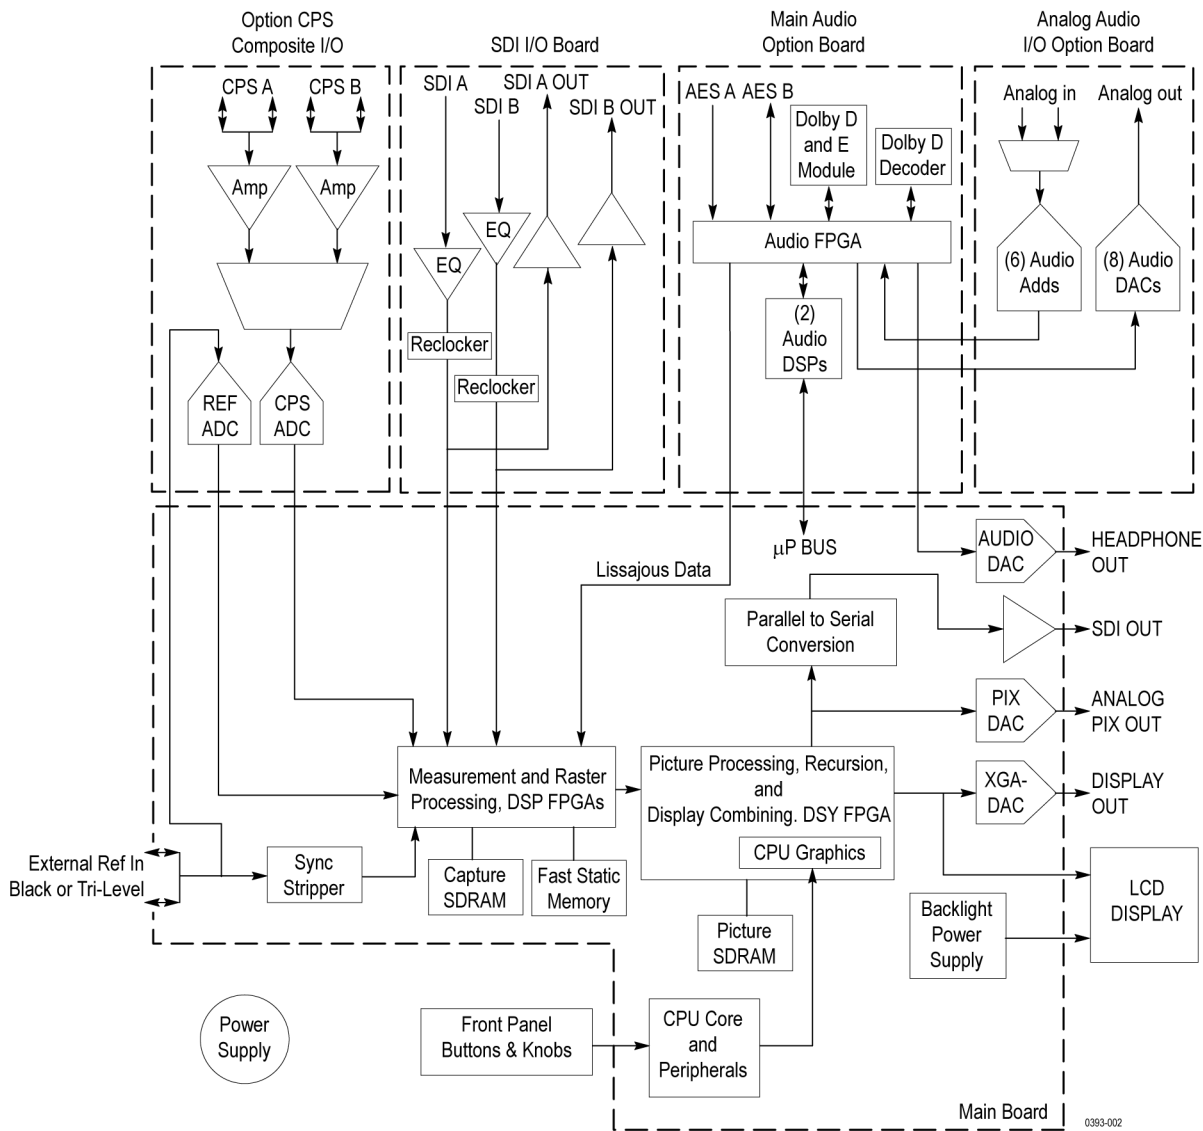 Option CPS
Composite I/O
SDI I/O Board
Main Audio
Option Board
Analog Audio
I/O Option Board
CPS A
CPS B
Amp
Amp
REF
ADC
CPS
ADC
SDI A
SDI B
SDI A OUT
SDI B OUT
EQ
EQ
Reclocker
Reclocker
AES A
AES B
Dolby D
and E
Module
Dolby D
Decoder
Audio FPGA
(2)
Audio
DSPs
Analog in
Analog out
(6) Audio
Adds
(8) Audio
DACs
µP BUS
Lissajous Data
AUDIO
DAC
HEADPHONE
OUT
Parallel to Serial
Conversion
SDI OUT
PIX
DAC
ANALOG
PIX OUT
Measurement and Raster
Processing, DSP FPGAs
Picture Processing, Recursion,
and
Display Combining. DSY FPGA
CPU Graphics
XGA-
DAC
DISPLAY
OUT
External Ref In
Black or Tri-Level
Sync
Stripper
Capture
SDRAM
Fast Static
Memory
Picture
SDRAM
Backlight
Power
Supply
LCD
DISPLAY
Power
Supply
Front Panel
Buttons & Knobs
CPU Core
and
Peripherals
Main Board
0393-002